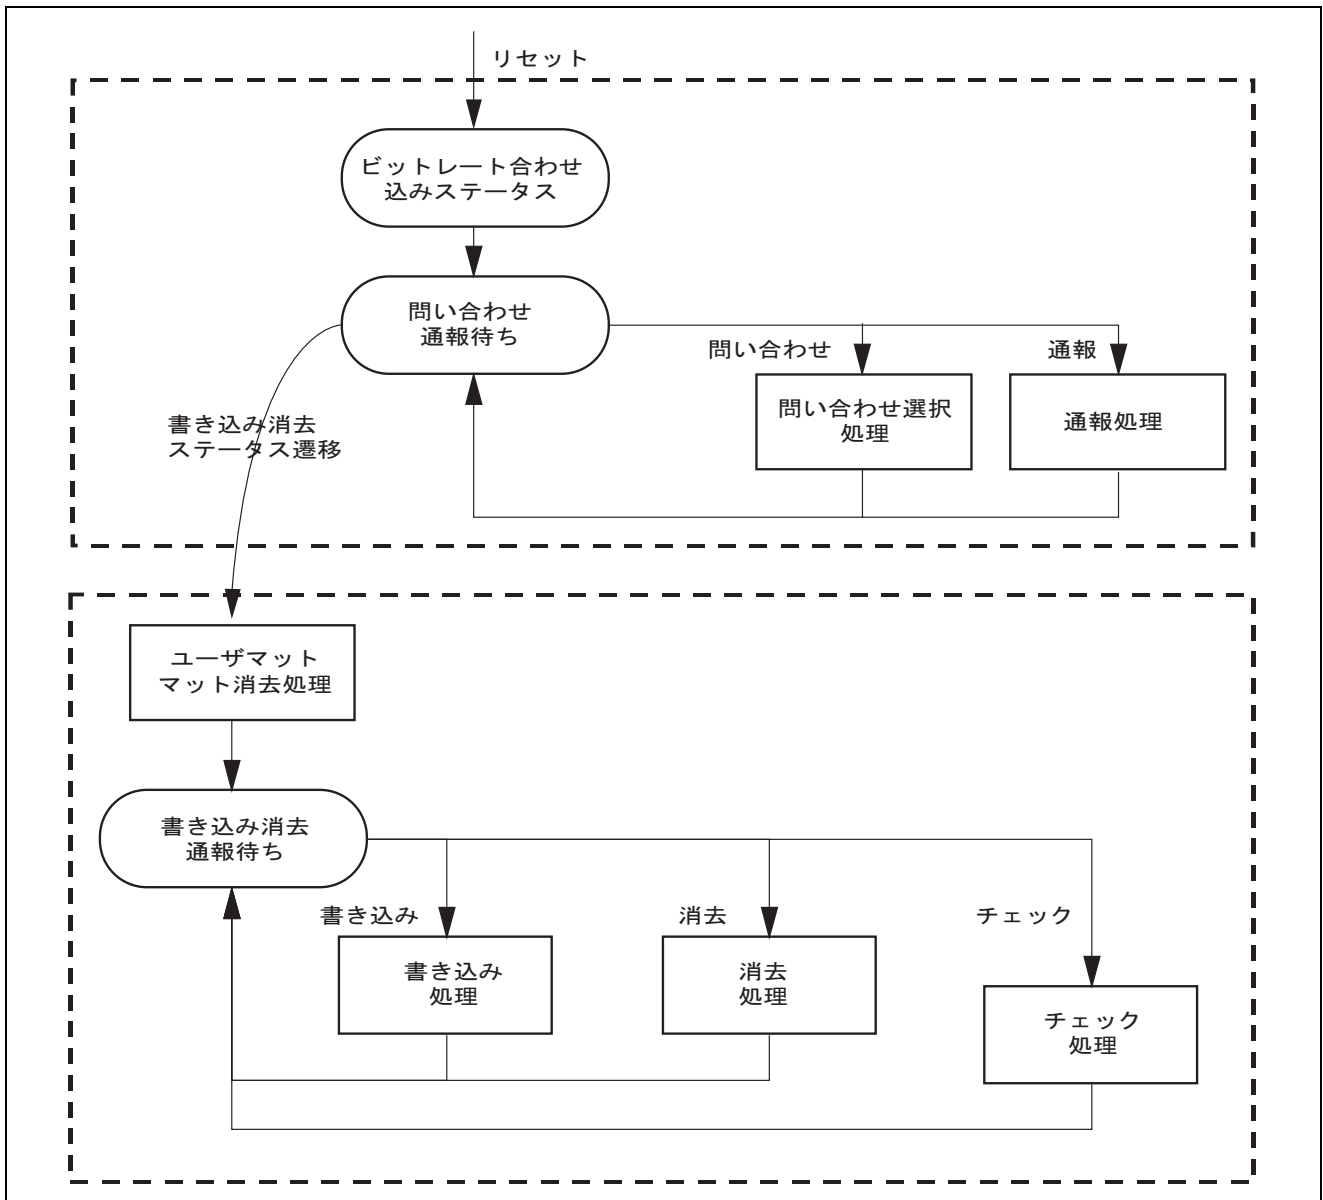 リセット
ビットレート合わせ
込みステータス
問い合わせ
通報待ち
問い合わせ
通報
問い合わせ選択
処理
通報処理
書き込み消去
ステータス遷移
ユーザマット
マット消去処理
書き込み消去
通報待ち
書き込み
消去
チェック
書き込み
処理
消去
処理
チェック
処理